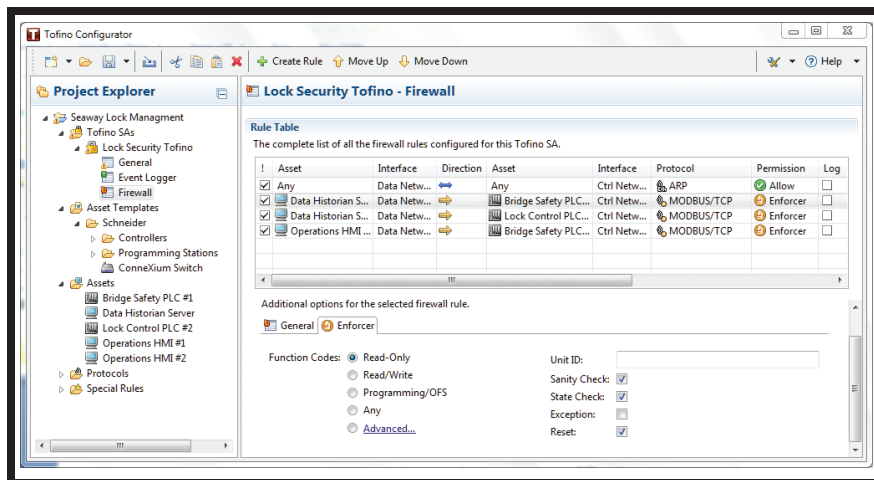 Tofino Configurator
Create Rule Move Up Move Down Help
Project Explorer
Seaway Lock Managment
Tofino SAs
Lock Security Tofino
General
Event Logger
Firewall
Asset Templates
Schneider
Controllers
Programming Stations
ConneXium Switch
Assets
Bridge Safety PLC #1
Data Historian Server
Lock Control PLC #2
Operations HMI #1
Operations HMI #2
Protocols
Special Rules
Lock Security Tofino - Firewall
Rule Table
The complete list of all the firewall rules configured for this Tofino SA.
! Asset Interface Direction Asset Interface Protocol Permission Log
Any Data Netw... Any Ctrl Netw... ARP Allow
Data Historian S... Data Netw... Bridge Safety PLC... Ctrl Netw... MODBUS/TCP Enforcer
Data Historian S... Data Netw... Lock Control PLC... Ctrl Netw... MODBUS/TCP Enforcer
Operations HMI ... Data Netw... Bridge Safety PLC... Ctrl Netw... MODBUS/TCP Enforcer
Additional options for the selected firewall rule.
General Enforcer
Function Codes: Read-Only Unit ID:
Read/Write Sanity Check:
Programming/OFS State Check:
Any Exception:
Advanced... Reset: